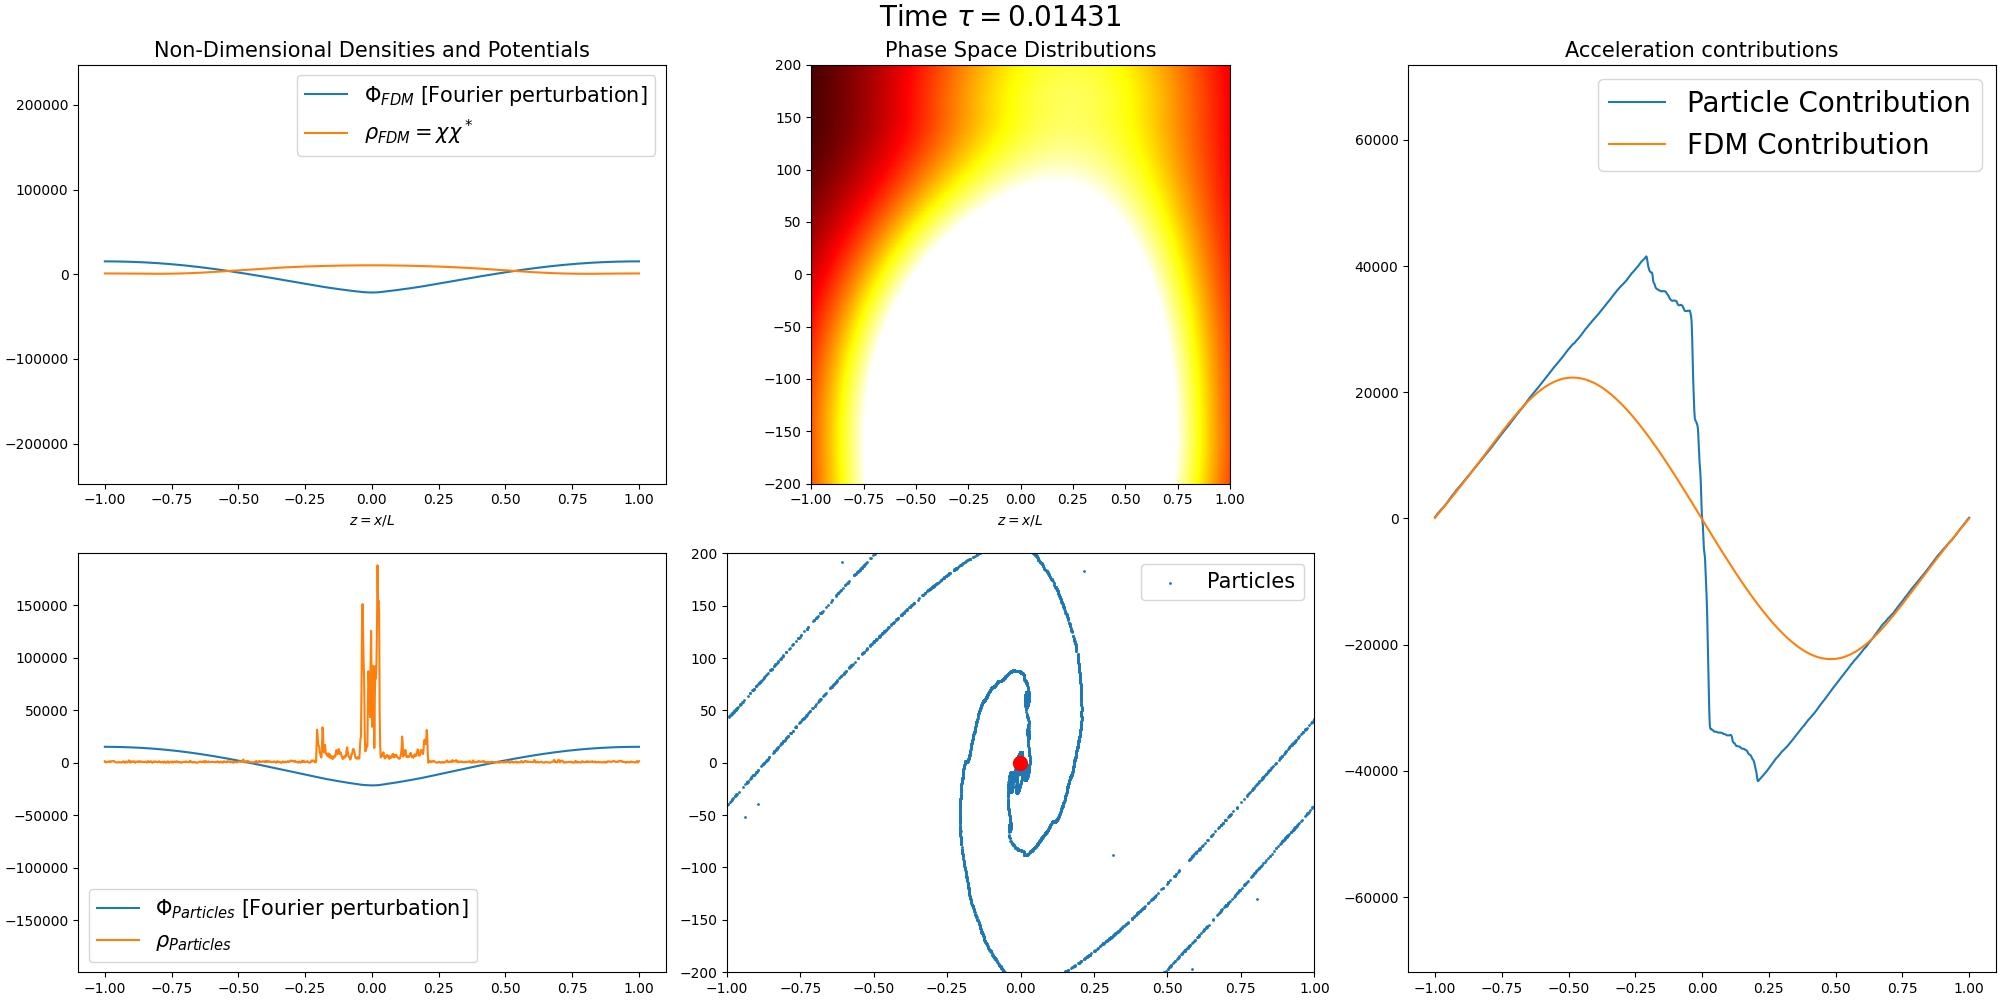 Time τ = 0.01431
Non-Dimensional Densities and Potentials
Φ_FDM [Fourier perturbation]
ρ_FDM = χχ*
200000
100000
0
−100000
−200000
−1.00 −0.75 −0.50 −0.25 0.00 0.25 0.50 0.75 1.00
z = x/L
Phase Space Distributions
200
150
100
50
0
−50
−100
−150
−200
−1.00 −0.75 −0.50 −0.25 0.00 0.25 0.50 0.75 1.00
z = x/L
Acceleration contributions
Particle Contribution
FDM Contribution
60000
40000
20000
0
−20000
−40000
−60000
−1.00 −0.75 −0.50 −0.25 0.00 0.25 0.50 0.75 1.00
150000
100000
50000
0
−50000
−100000
−150000
Φ_Particles [Fourier perturbation]
ρ_Particles
−1.00 −0.75 −0.50 −0.25 0.00 0.25 0.50 0.75 1.00
Particles
200
150
100
50
0
−50
−100
−150
−200
−1.00 −0.75 −0.50 −0.25 0.00 0.25 0.50 0.75 1.00